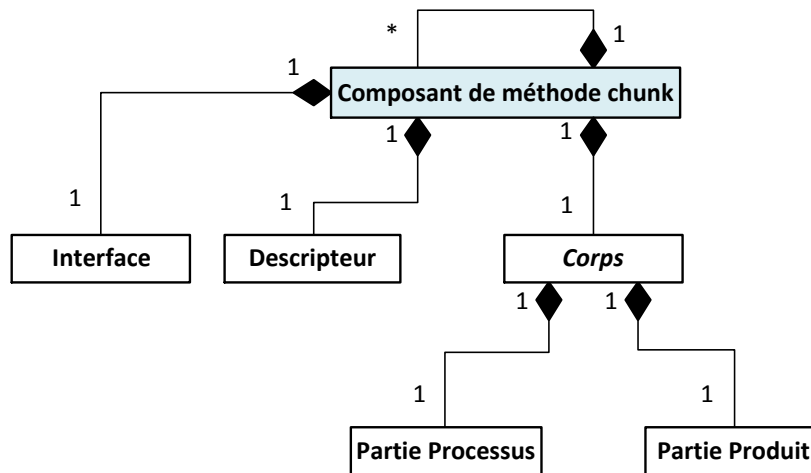 * 1
1
Composant de méthode chunk
1 1
1 1 1
Interface Descripteur Corps
1 1
1 1
Partie Processus Partie Produit